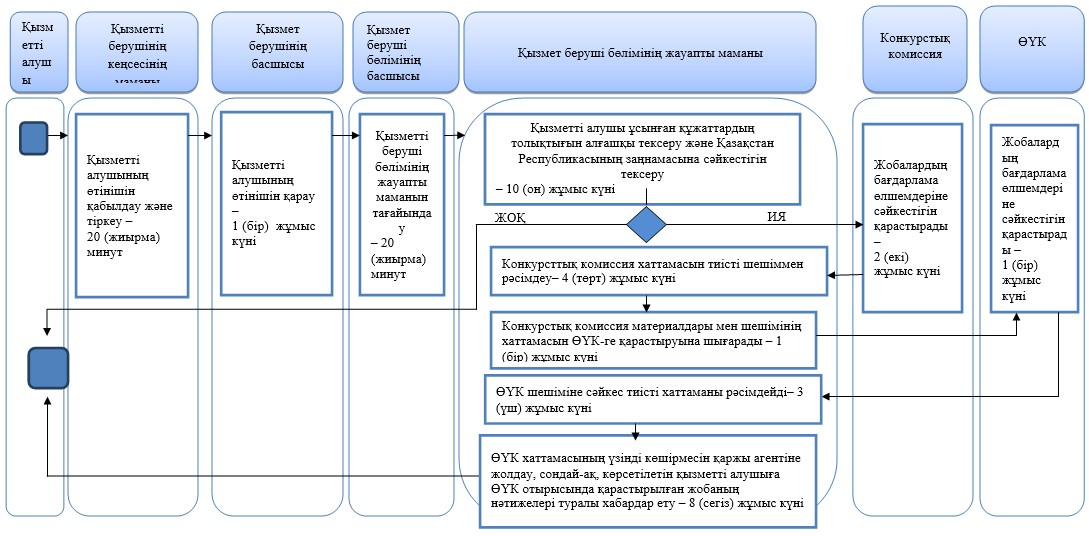 Қызм
етті
алуш
ы
Қызметті
берушінің
кеңсесінің
маманы
Қызмет
берушінің
басшысы
Қызмет
беруші
бөлімінің
басшысы
Қызмет беруші бөлімінің жауапты маманы
Конкурстық
комиссия
ӨҮК
Қызметті
алушының
өтінішін
қабылдау және
тіркеу –
20 (жиырма)
минут
Қызметті
алушының
өтінішін қарау
–
1 (бір) жұмыс
күні
Қызметті
беруші
бөлімінің
жауапты
маманын
тағайында
у
– 20
(жиырма)
минут
Қызметті алушы ұсынған құжаттардың
толықтығын алғашқы тексеру және Қазақстан
Республикасының заңнамасына сәйкестігін
тексеру
– 10 (он) жұмыс күні
ЖОҚ
ИЯ
Конкурсттық комиссия хаттамасын тиісті шешіммен
рәсімдеу– 4 (төрт) жұмыс күні
Конкурстық комиссия материалдары мен шешімінің
хаттамасын ӨҮК-ге қарастыруына шығарады – 1
(бір) жұмыс күні
ӨҮК шешіміне сәйкес тиісті хаттаманы рәсімдейді– 3
(үш) жұмыс күні
ӨҮК хаттамасының үзінді көшірмесін қаржы агентіне
жолдау, сондай-ақ, көрсетілетін қызметті алушыға
ӨҮК отырысында қарастырылған жобаның
нәтижелері туралы хабардар ету – 8 (сегіз) жұмыс күні
Жобалардың
бағдарлама
өлшемдеріне
сәйкестігін
қарастырады
–
2 (екі)
жұмыс күні
Жобалард
ың
бағдарлама
өлшемдері
не
сәйкестігін
қарастырад
ы –
1 (бір)
жұмыс
күні